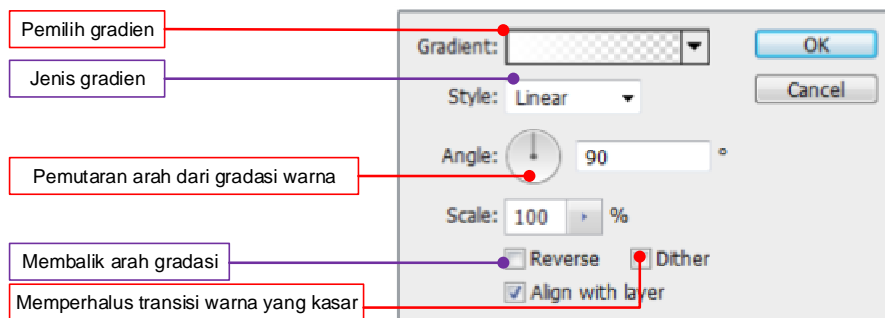 Pemilih gradien
Gradient:
OK
Jenis gradien
Style: Linear
Cancel
Angle: 90 °
Pemutaran arah dari gradasi warna
Scale: 100 %
Membalik arah gradasi
Reverse Dither
Memperhalus transisi warna yang kasar
Align with layer